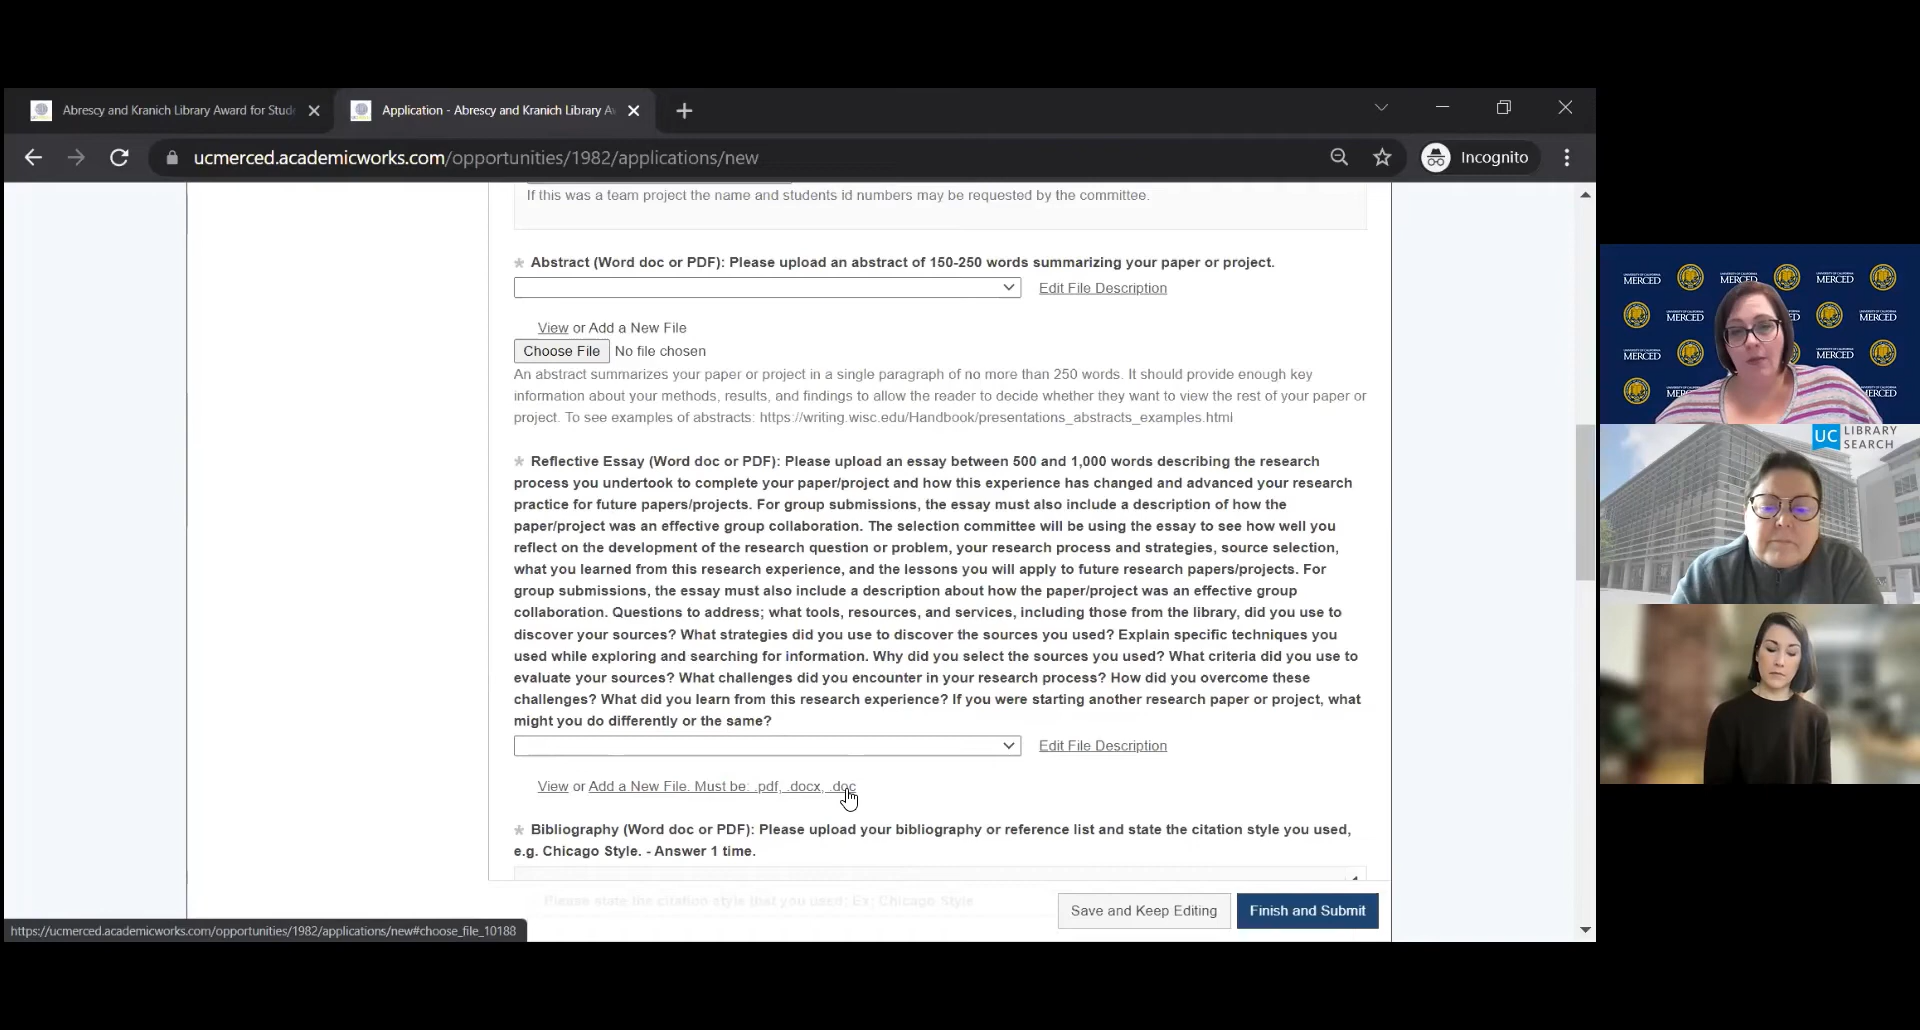 Abrescy and Kranich Library Award for Stud
Application - Abrescy and Kranich Library A
ucmerced.academicworks.com/opportunities/1982/applications/new
Incognito
If this was a team project the name and students id numbers may be requested by the committee.
* Abstract (Word doc or PDF): Please upload an abstract of 150-250 words summarizing your paper or project.
Edit File Description
View or Add a New File
Choose File No file chosen
An abstract summarizes your paper or project in a single paragraph of no more than 250 words. It should provide enough key
information about your methods, results, and findings to allow the reader to decide whether they want to view the rest of your paper or
project. To see examples of abstracts: https://writing.wisc.edu/Handbook/presentations_abstracts_examples.html
* Reflective Essay (Word doc or PDF): Please upload an essay between 500 and 1,000 words describing the research
process you undertook to complete your paper/project and how this experience has changed and advanced your research
practice for future papers/projects. For group submissions, the essay must also include a description of how the
paper/project was an effective group collaboration. The selection committee will be using the essay to see how well you
reflect on the development of the research question or problem, your research process and strategies, source selection,
what you learned from this research experience, and the lessons you will apply to future research papers/projects. For
group submissions, the essay must also include a description about how the paper/project was an effective group
collaboration. Questions to address; what tools, resources, and services, including those from the library, did you use to
discover your sources? What strategies did you use to discover the sources you used? Explain specific techniques you
used while exploring and searching for information. Why did you select the sources you used? What criteria did you use to
evaluate your sources? What challenges did you encounter in your research process? How did you overcome these
challenges? What did you learn from this research experience? If you were starting another research paper or project, what
might you do differently or the same?
Edit File Description
View or Add a New File. Must be: .pdf, .docx, .doc
* Bibliography (Word doc or PDF): Please upload your bibliography or reference list and state the citation style you used,
e.g. Chicago Style. - Answer 1 time.
Please state the citation style that you used; Ex: Chicago Style
Save and Keep Editing
Finish and Submit
https://ucmerced.academicworks.com/opportunities/1982/applications/new#choose_file_10188
MERCED
MERCED
MERCED
MERCED
MERCED
MERCED
MERCED
MERCED
UC LIBRARY
SEARCH